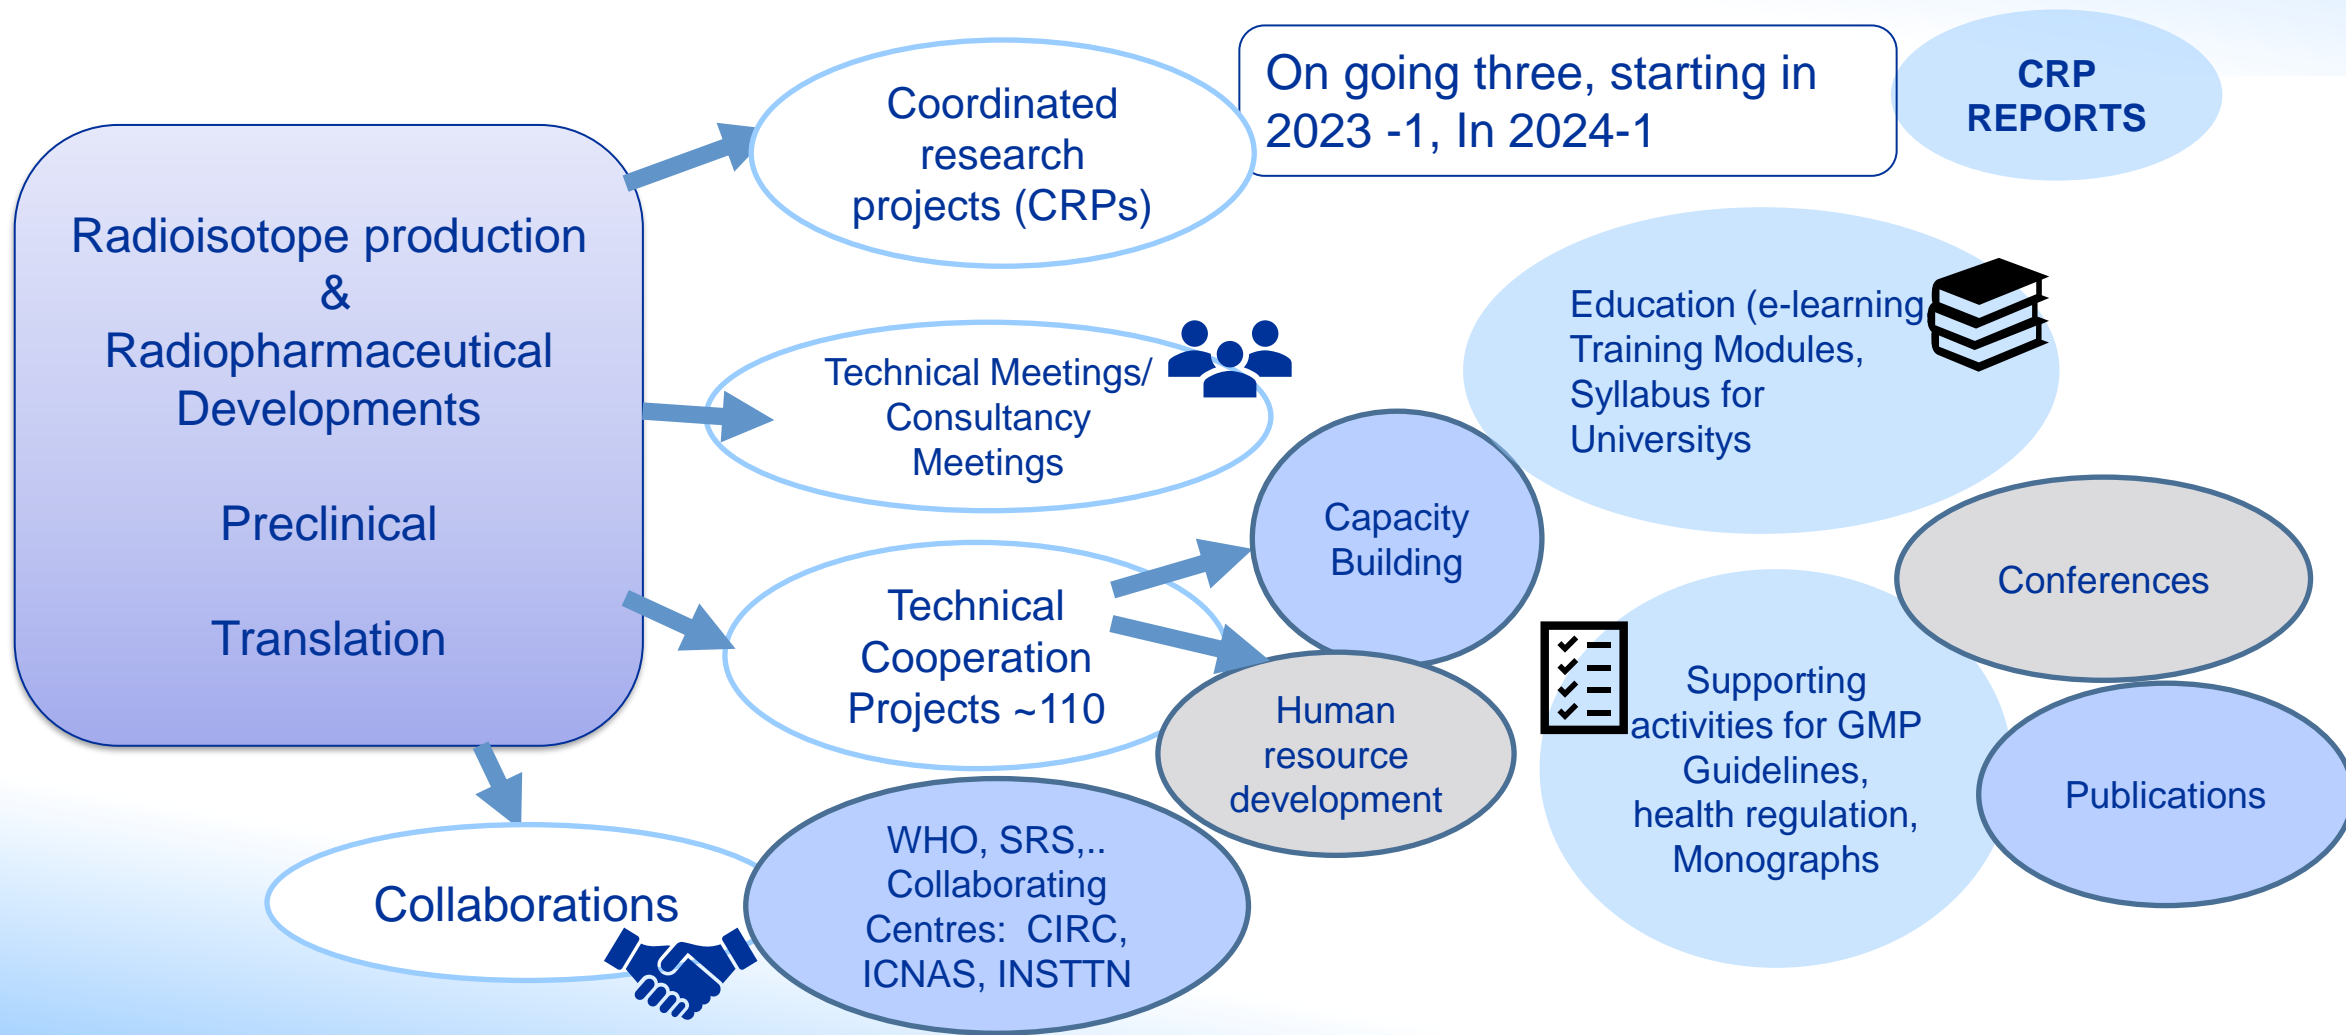 Radioisotope production
&
Radiopharmaceutical
Developments
Preclinical
Translation
Coordinated
research
projects (CRPs)
On going three, starting in
2023 -1, In 2024-1
CRP
REPORTS
Technical Meetings/
Consultancy
Meetings
Education (e-learning
Training Modules,
Syllabus for
Universitys
Technical
Cooperation
Projects ~110
Capacity
Building
Human
resource
development
Conferences
Supporting
activities for GMP
Guidelines,
health regulation,
Monographs
Publications
Collaborations
WHO, SRS,..
Collaborating
Centres:  CIRC,
ICNAS, INSTTN